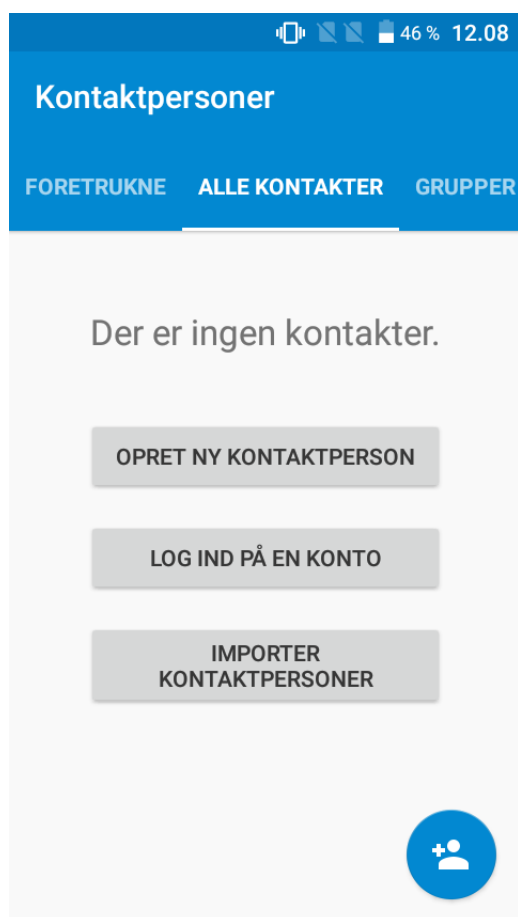 46 % 12.08
Kontaktpersoner
FORETRUKNE ALLE KONTAKTER GRUPPER
Der er ingen kontakter.
OPRET NY KONTAKTPERSON
LOG IND PÅ EN KONTO
IMPORTER
KONTAKTPERSONER